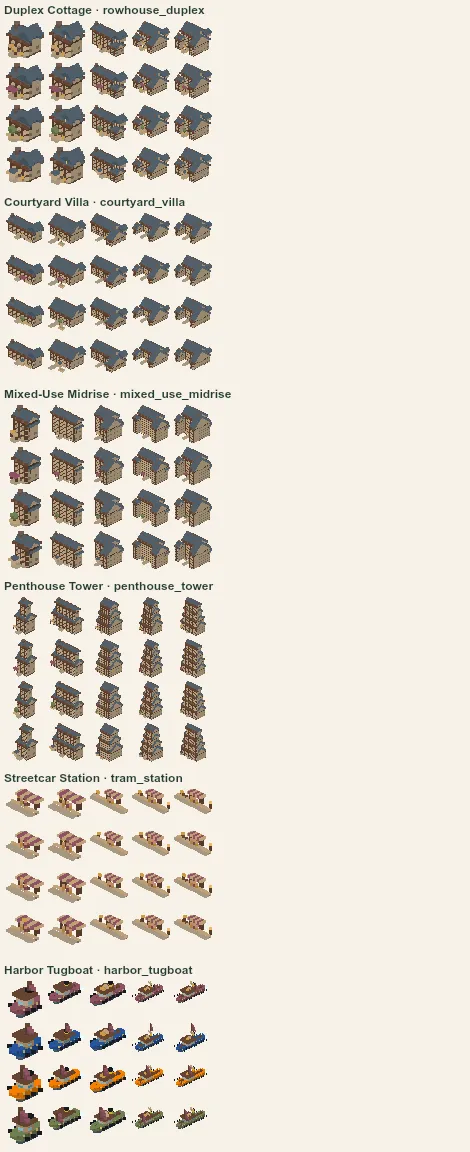 Duplex Cottage · rowhouse_duplex
Courtyard Villa · courtyard_villa
Mixed-Use Midrise · mixed_use_midrise
Penthouse Tower · penthouse_tower
Streetcar Station · tram_station
Harbor Tugboat · harbor_tugboat